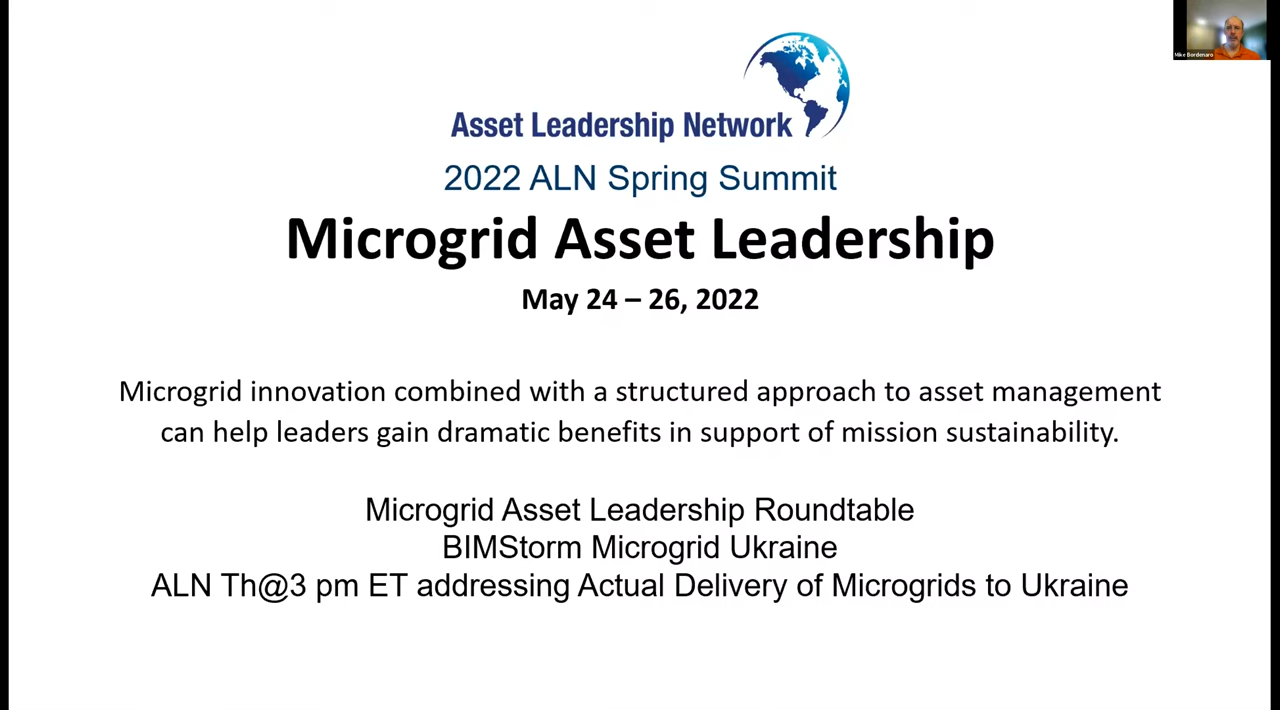 Mike Bordenaro
Asset Leadership Network
2022 ALN Spring Summit
Microgrid Asset Leadership
May 24 – 26, 2022
Microgrid innovation combined with a structured approach to asset management
can help leaders gain dramatic benefits in support of mission sustainability.
Microgrid Asset Leadership Roundtable
BIMStorm Microgrid Ukraine
ALN Th@3 pm ET addressing Actual Delivery of Microgrids to Ukraine